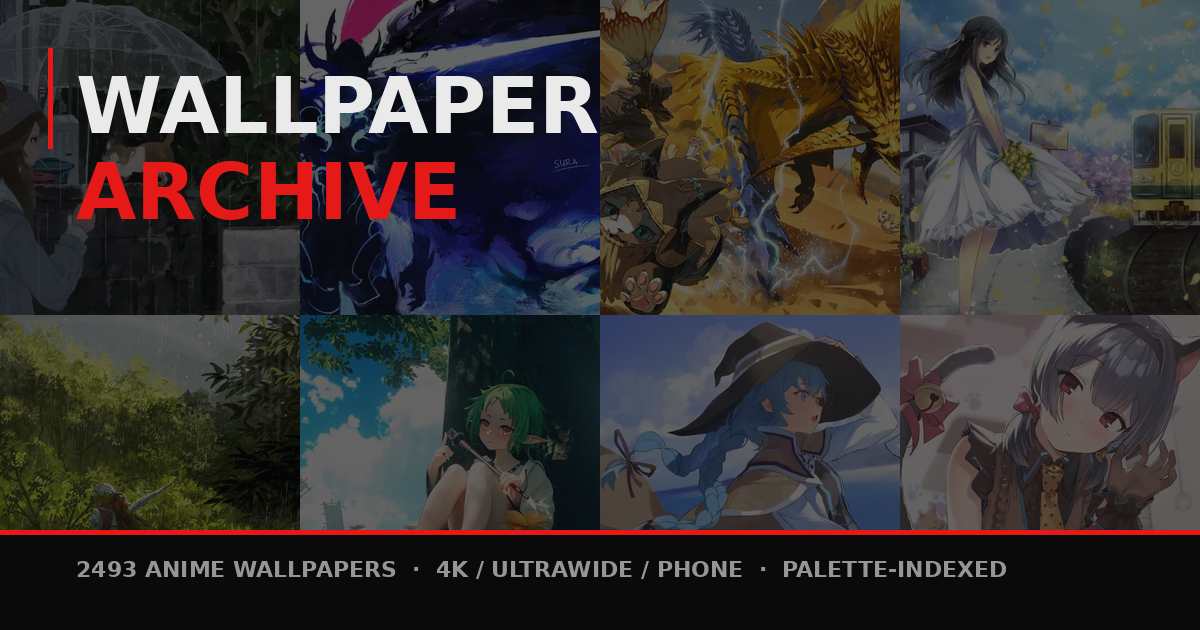 WALLPAPER
ARCHIVE
SURA
2493 ANIME WALLPAPERS · 4K / ULTRAWIDE / PHONE · PALETTE-INDEXED